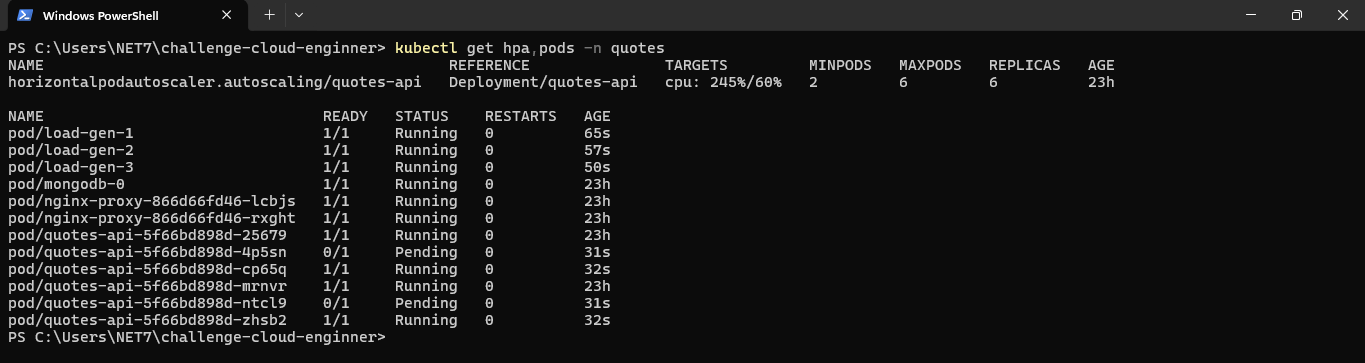 Windows PowerShell
PS C:\Users\NET7\challenge-cloud-enginner> kubectl get hpa,pods -n quotes
NAME REFERENCE TARGETS MINPODS MAXPODS REPLICAS AGE
horizontalpodautoscaler.autoscaling/quotes-api Deployment/quotes-api cpu: 245%/60% 2 6 6 23h
NAME READY STATUS RESTARTS AGE
pod/load-gen-1 1/1 Running 0 65s
pod/load-gen-2 1/1 Running 0 57s
pod/load-gen-3 1/1 Running 0 50s
pod/mongodb-0 1/1 Running 0 23h
pod/nginx-proxy-866d66fd46-lcbjs 1/1 Running 0 23h
pod/nginx-proxy-866d66fd46-rxght 1/1 Running 0 23h
pod/quotes-api-5f66bd898d-25679 1/1 Running 0 23h
pod/quotes-api-5f66bd898d-4p5sn 0/1 Pending 0 31s
pod/quotes-api-5f66bd898d-cp65q 1/1 Running 0 32s
pod/quotes-api-5f66bd898d-mrnvr 1/1 Running 0 23h
pod/quotes-api-5f66bd898d-ntcl9 0/1 Pending 0 31s
pod/quotes-api-5f66bd898d-zhsb2 1/1 Running 0 32s
PS C:\Users\NET7\challenge-cloud-enginner>